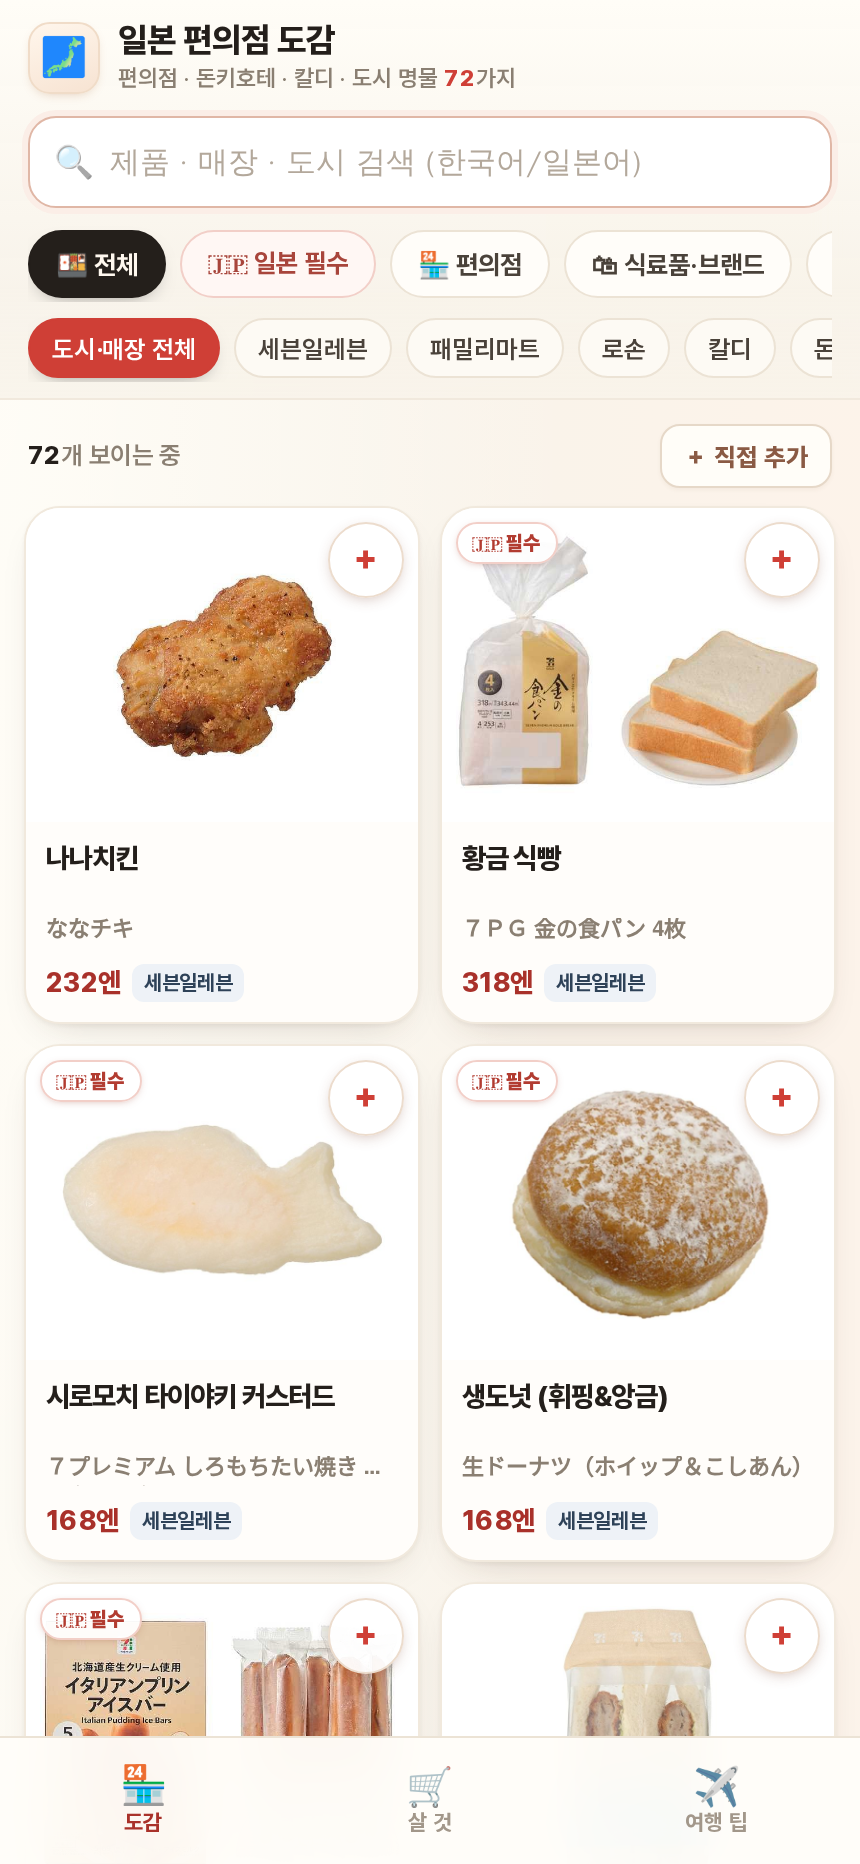 일본 편의점 도감
편의점 · 돈키호테 · 칼디 · 도시 명물 72가지
제품 · 매장 · 도시 검색 (한국어/일본어)
전체
🇯🇵 일본 필수
편의점
식료품·브랜드
도시·매장 전체
세븐일레븐
패밀리마트
로손
칼디
돈
72개 보이는 중
+ 직접 추가
+
나나치킨
ななチキ
232엔 세븐일레븐
🇯🇵 필수
+
4
318
金の
食パン
황금 식빵
７ＰＧ 金の食パン 4枚
318엔 세븐일레븐
🇯🇵 필수
+
시로모치 타이야키 커스터드
７プレミアム しろもちたい焼き ...
168엔 세븐일레븐
🇯🇵 필수
+
생도넛 (휘핑&앙금)
生ドーナツ（ホイップ＆こしあん）
168엔 세븐일레븐
🇯🇵 필수
+
北海道産生クリーム使用
イタリアンプリン
アイスバー
Italian Pudding Ice Bars
5
+
도감
살 것
여행 팁